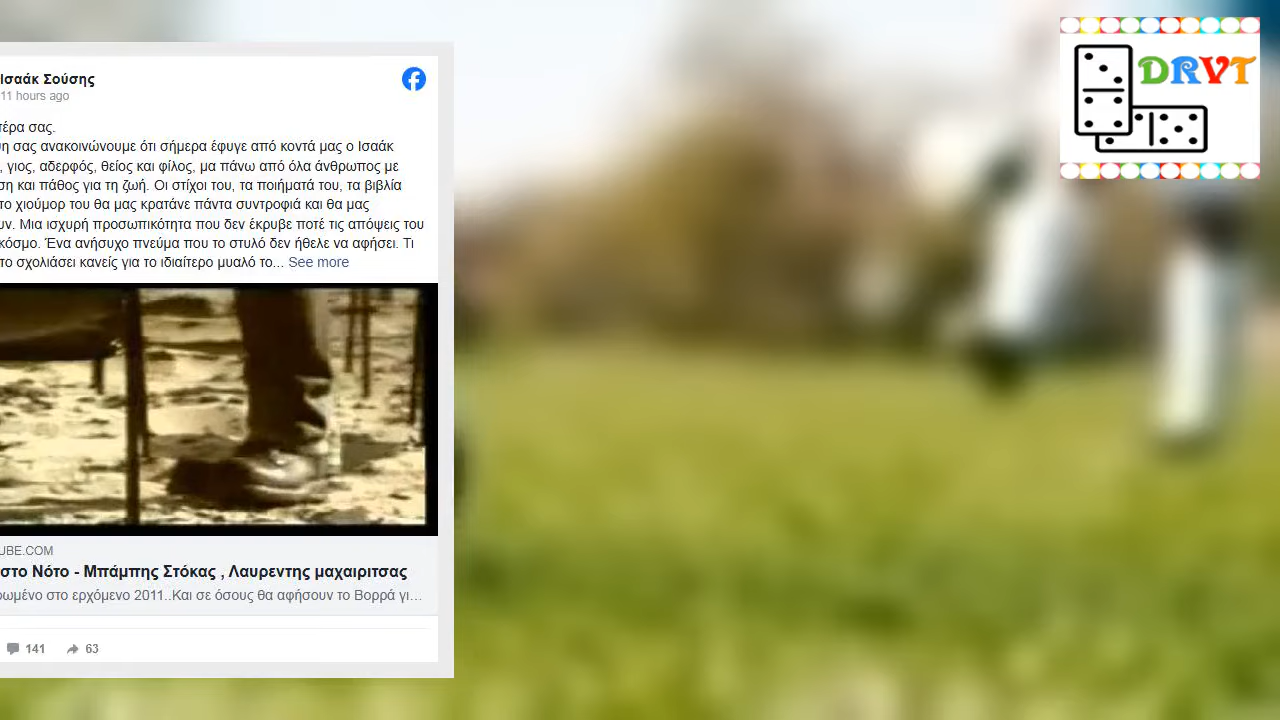 Ισαάκ Σούσης
11 hours ago
DRVT
σας.
σας ανακοινώνουμε ότι σήμερα έφυγε από κοντά μας ο Ισαάκ
, γιος, αδερφός, θείος και φίλος, μα πάνω από όλα άνθρωπος με
και πάθος για τη ζωή. Οι στίχοι του, τα ποιήματά του, τα βιβλία
το χιούμορ του θα μας κρατάνε πάντα συντροφιά και θα μας
Μια ισχυρή προσωπικότητα που δεν έκρυβε ποτέ τις απόψεις του
κόσμο. Ένα ανήσυχο πνεύμα που το στυλό δεν ήθελε να αφήσει. Τι
το σχολιάσει κανείς για το ιδιαίτερο μυαλό το... See more
UBE.COM
στο Νότο - Μπάμπης Στόκας , Λαυρεντης μαχαιριτσας
στο ερχόμενο 2011..Και σε όσους θα αφήσουν το Βορρά γι...
141 63